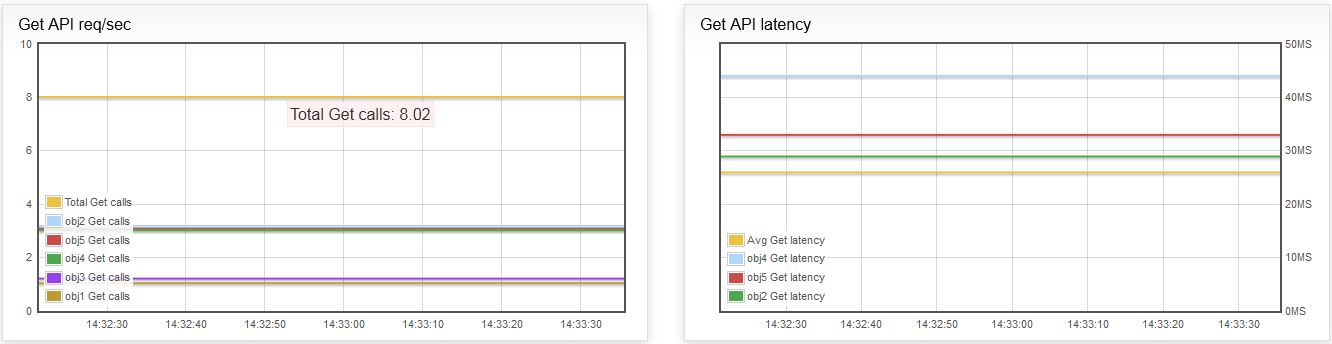 Get API req/sec
10
8
6
4
2
0
Total Get calls: 8.02
Total Get calls
obj2 Get calls
obj5 Get calls
obj4 Get calls
obj3 Get calls
obj1 Get calls
14:32:30 14:32:40 14:32:50 14:33:00 14:33:10 14:33:20 14:33:30
Get API latency
50MS
40MS
30MS
20MS
10MS
0MS
Avg Get latency
obj4 Get latency
obj5 Get latency
obj2 Get latency
14:32:30 14:32:40 14:32:50 14:33:00 14:33:10 14:33:20 14:33:30